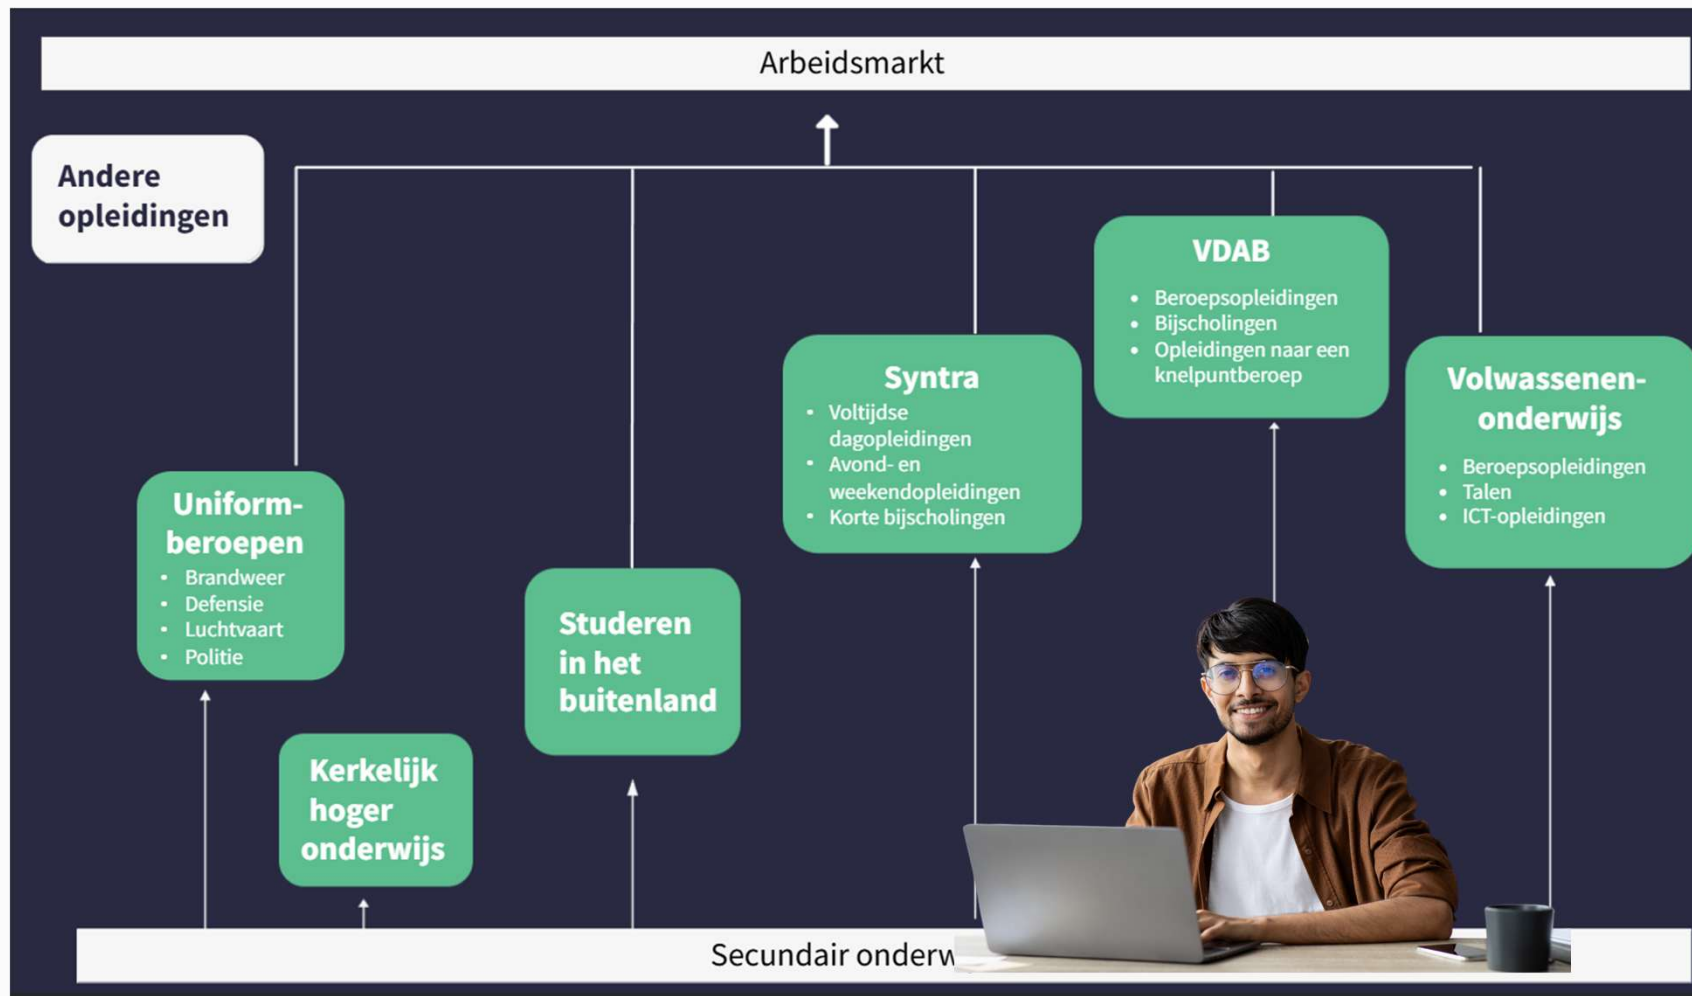 Arbeidsmarkt
Andere
opleidingen
VDAB
• Beroepsopleidingen
• Bijscholingen
• Opleidingen naar een
knelpuntberoep
Syntra
• Voltijdse
dagopleidingen
• Avond- en
weekendopleidingen
• Korte bijscholingen
Volwassenen-
onderwijs
• Beroepsopleidingen
• Talen
• ICT-opleidingen
Uniform-
beroepen
• Brandweer
• Defensie
• Luchtvaart
• Politie
Studeren
in het
buitenland
Kerkelijk
hoger
onderwijs
Secundair